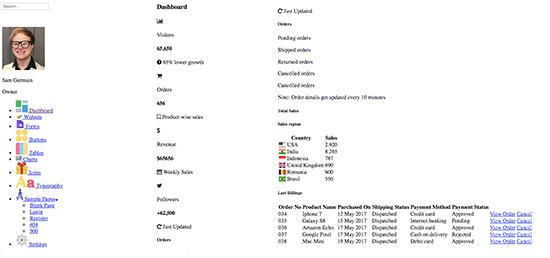 Search
Sam Germain
Owner
Dashboard
Widgets
Forms
Buttons
Tables
Charts
Icons
Typography
Sample Pages
Blank Page
Login
Register
404
500
Settings
Dashboard
Visitors
65,650
65% lower growth
Orders
656
Product wise sales
Revenue
$65656
Weekly Sales
Followers
+62,500
Just Updated
Orders
Just Updated
Orders
Pending orders
Shipped orders
Returned orders
Cancelled orders
Cancelled orders
Note: Order details get updated every 10 minutes
Total Sales
Sales region
Country Sales
USA 2.920
India 8.265
Indonesia 787
United Kingdom 690
Romania 600
Brasil 550
Last Billings
Order No Product Name Purchased On Shipping Status Payment Method Payment Status
034 Iphone 7 12 May 2017 Dispatched Credit card Approved View Order Cancel
035 Galaxy S8 15 May 2017 Dispatched Internet banking Pending View Order Cancel
036 Amazon Echo 17 May 2017 Dispatched Credit card Approved View Order Cancel
037 Google Pixel 17 May 2017 Dispatched Cash on delivery Rejected View Order Cancel
038 Mac Mini 19 May 2017 Dispatched Debit card Approved View Order Cancel